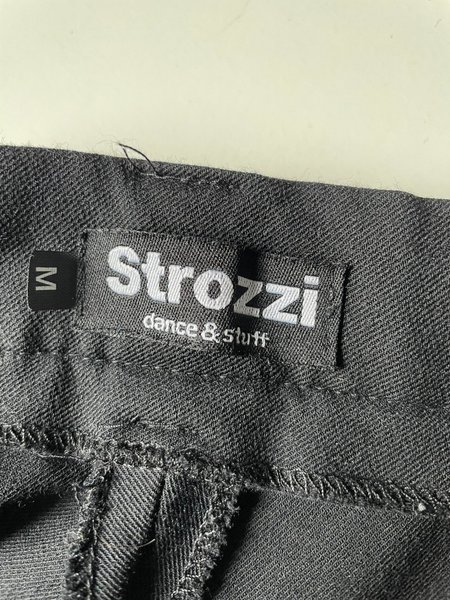 M
Strozzi
dance & stuff